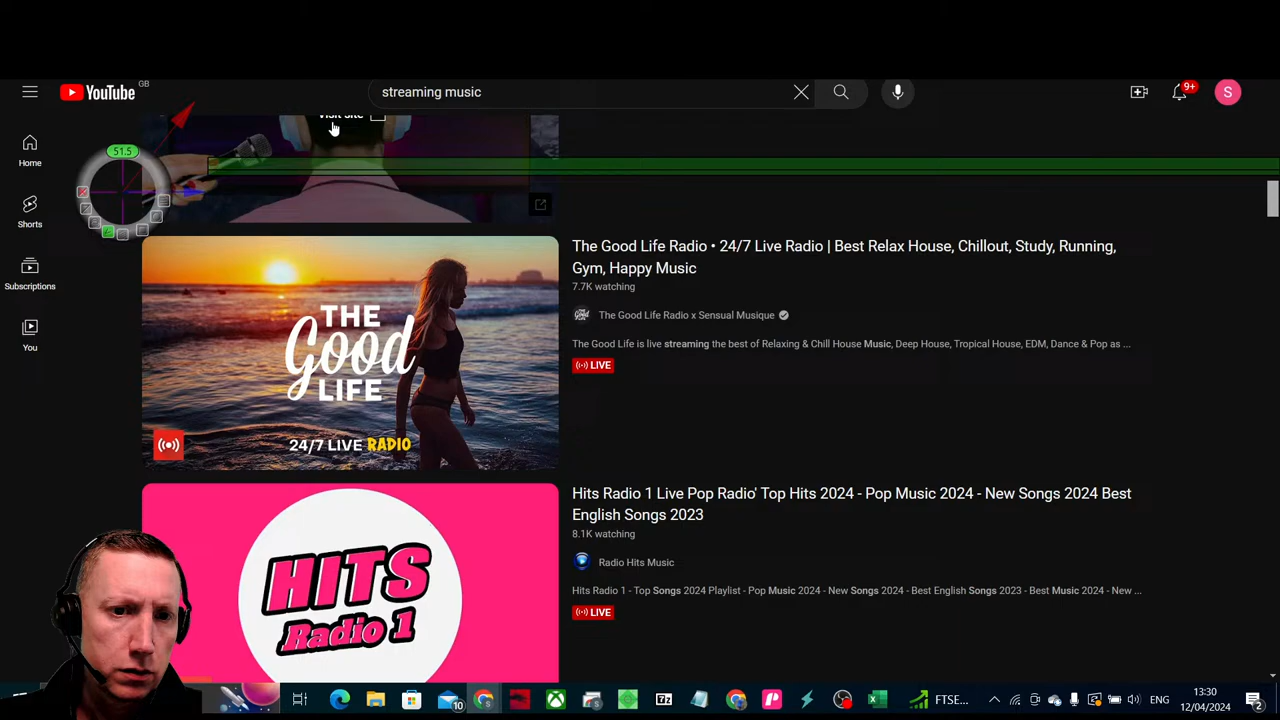 YouTube GB
streaming music
9+
S
Visit site
Home
51.5
Shorts
Subscriptions
You
The Good Life Radio • 24/7 Live Radio | Best Relax House, Chillout, Study, Running,
Gym, Happy Music
7.7K watching
The Good Life Radio x Sensual Musique
The Good Life is live streaming the best of Relaxing & Chill House Music, Deep House, Tropical House, EDM, Dance & Pop as ...
LIVE
THE
Good
LIFE
24/7 LIVE RADIO
Hits Radio 1 Live Pop Radio' Top Hits 2024 - Pop Music 2024 - New Songs 2024 Best
English Songs 2023
8.1K watching
Radio Hits Music
Hits Radio 1 - Top Songs 2024 Playlist - Pop Music 2024 - New Songs 2024 - Best English Songs 2023 - Best Music 2024 - New ...
LIVE
HITS
Radio 1
10
7z
FTSE...
ENG
13:30
12/04/2024
2